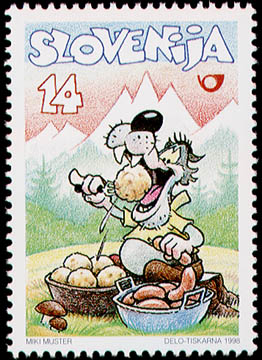 SLOVENIJA
14
MIKI MUSTER DELO-TISKARNA 1998